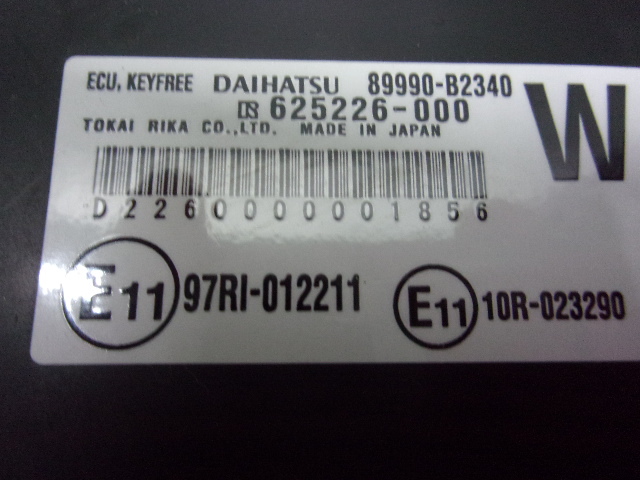 ECU, KEYFREE DAIHATSU 89990-B2340
625226-000
W
TOKAI RIKA CO.,LTD. MADE IN JAPAN
D226000000001856
E11 97RI-012211
E11 10R-023290